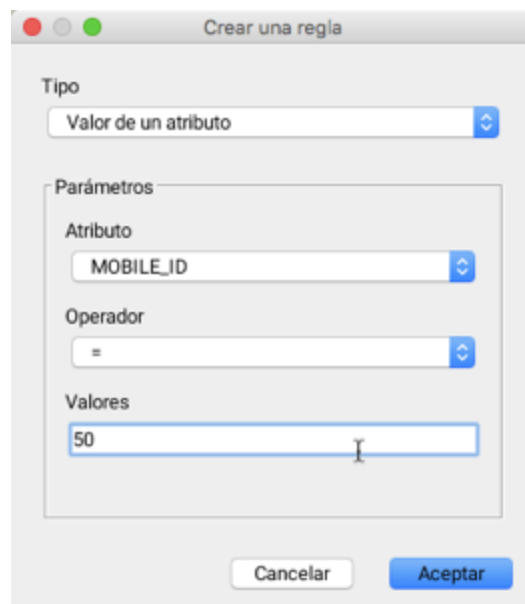 Crear una regla
Tipo
Valor de un atributo
Parámetros
Atributo
MOBILE_ID
Operador
=
Valores
50
Cancelar Aceptar